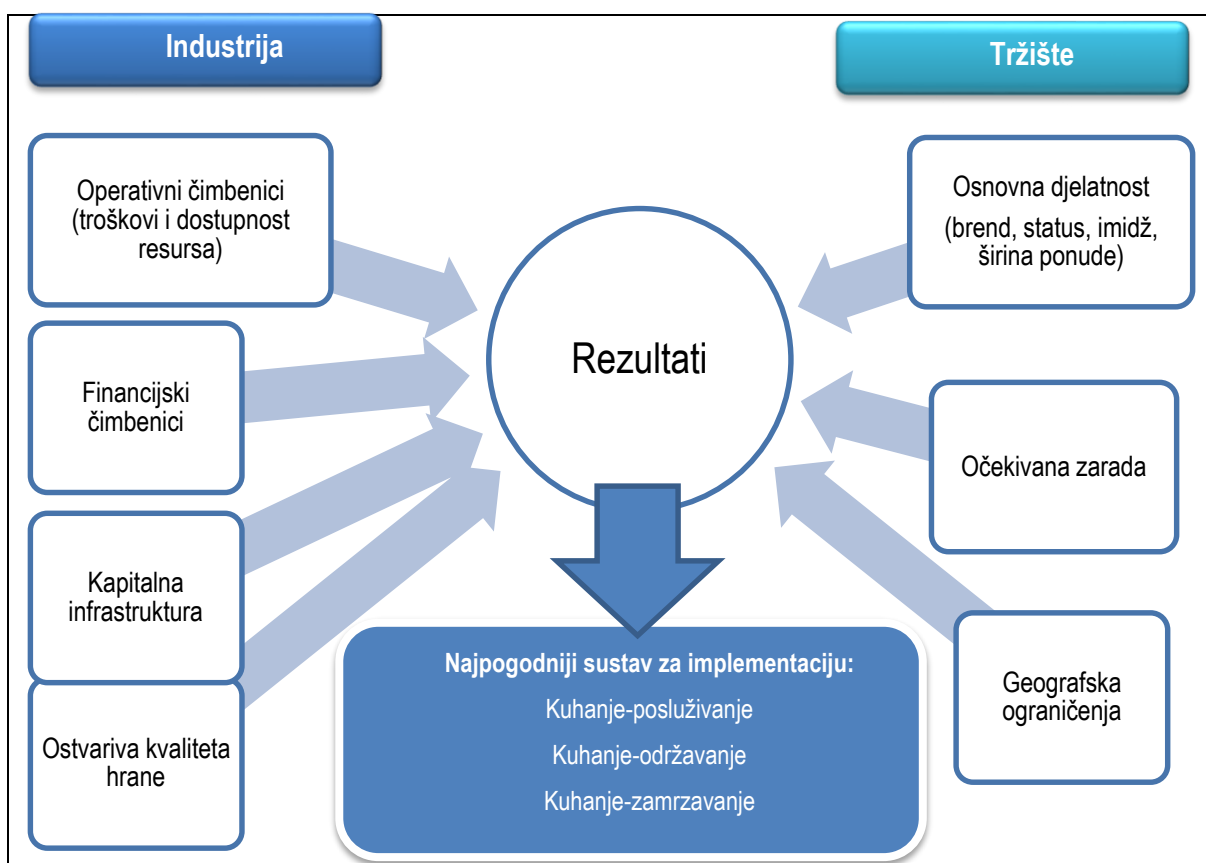 Industrija
Tržište
Operativni čimbenici
(troškovi i dostupnost
resursa)
Financijski
čimbenici
Kapitalna
infrastruktura
Ostvariva kvaliteta
hrane
Rezultati
Osnovna djelatnost
(brend, status, imidž,
širina ponude)
Očekivana zarada
Geografska
ograničenja
Najpogodniji sustav za implementaciju:
Kuhanje-posluživanje
Kuhanje-održavanje
Kuhanje-zamrzavanje